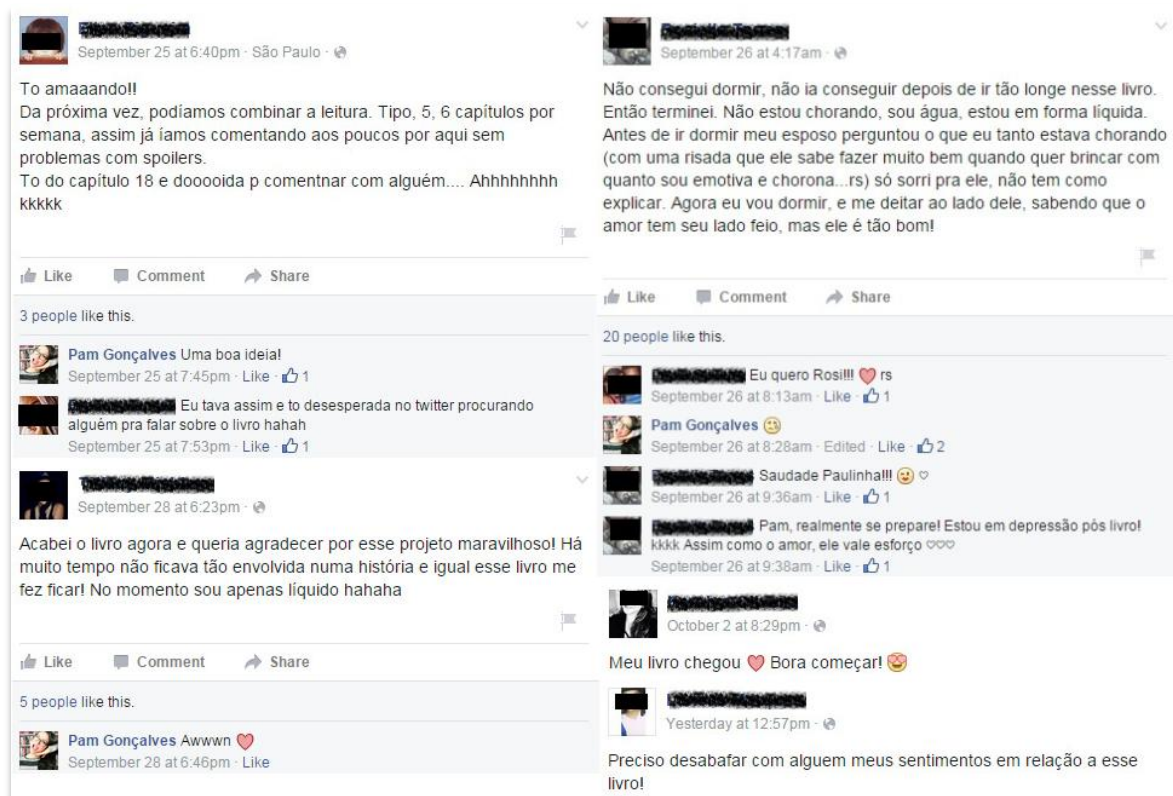 September 25 at 6:40pm · São Paulo ·
To amaaando!!
Da próxima vez, podíamos combinar a leitura. Tipo, 5, 6 capítulos por
semana, assim já íamos comentando aos poucos por aqui sem
problemas com spoilers.
To do capítulo 18 e dooooida p comentnar com alguém.... Ahhhhhhhh
kkkkk
Like Comment Share
3 people like this.
Pam Gonçalves Uma boa ideia!
September 25 at 7:45pm · Like · 1
Eu tava assim e to desesperada no twitter procurando
alguém pra falar sobre o livro hahah
September 25 at 7:53pm · Like · 1
September 28 at 6:23pm ·
Acabei o livro agora e queria agradecer por esse projeto maravilhoso! Há
muito tempo não ficava tão envolvida numa história e igual esse livro me
fez ficar! No momento sou apenas líquido hahaha
Like Comment Share
5 people like this.
Pam Gonçalves Awwwn
September 28 at 6:46pm · Like
September 26 at 4:17am ·
Não consegui dormir, não ia conseguir depois de ir tão longe nesse livro.
Então terminei. Não estou chorando, sou água, estou em forma líquida.
Antes de ir dormir meu esposo perguntou o que eu tanto estava chorando
(com uma risada que ele sabe fazer muito bem quando quer brincar com
quanto sou emotiva e chorona...rs) só sorri pra ele, não tem como
explicar. Agora eu vou dormir, e me deitar ao lado dele, sabendo que o
amor tem seu lado feio, mas ele é tão bom!
Like Comment Share
20 people like this.
Eu quero Rosi!!! rs
September 26 at 8:13am · Like · 1
Pam Gonçalves
September 26 at 8:28am · Edited · Like · 2
Saudade Paulinha!!! ♡
September 26 at 9:36am · Like · 1
Pam, realmente se prepare! Estou em depressão pós livro!
kkkk Assim como o amor, ele vale esforço ♡♡♡
September 26 at 9:38am · Like · 1
October 2 at 8:29pm ·
Meu livro chegou Bora começar!
Yesterday at 12:57pm ·
Preciso desabafar com alguem meus sentimentos em relação a esse
livro!